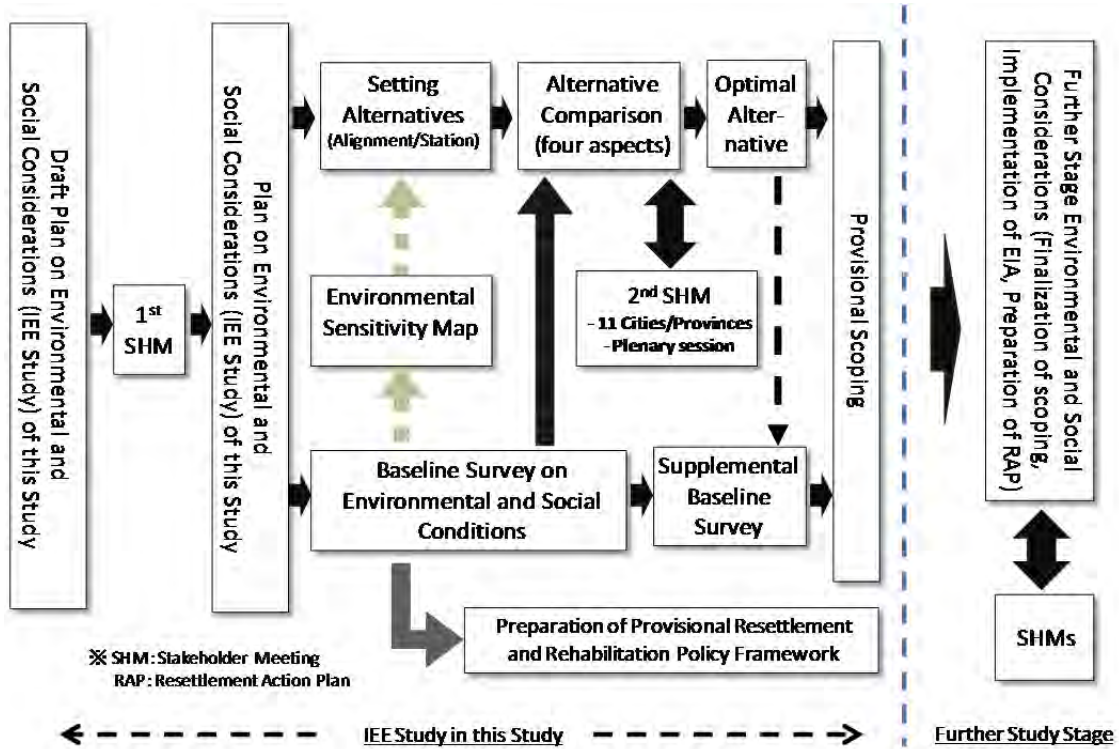 Draft Plan on Environmental and
Social Considerations (IEE Study) of this Study
1st
SHM
Plan on Environmental and
Social Considerations (IEE Study) of this Study
Setting
Alternatives
(Alignment/Station)
Alternative
Comparison
(four aspects)
Optimal
Alter-
native
Environmental
Sensitivity Map
2nd SHM
- 11 Cities/Provinces
- Plenary session
Baseline Survey on
Environmental and Social
Conditions
Supplemental
Baseline
Survey
Provisional Scoping
Preparation of Provisional Resettlement
and Rehabilitation Policy Framework
Further Stage Environmental and Social
Considerations (Finalization of scoping,
Implementation of EIA, Preparation of RAP)
SHMs
※ SHM: Stakeholder Meeting
RAP: Resettlement Action Plan
IEE Study in this Study
Further Study Stage